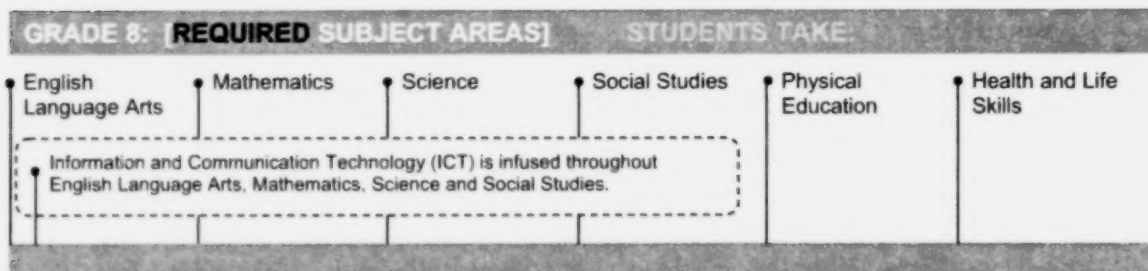 GRADE 8: [REQUIRED SUBJECT AREAS] STUDENTS TAKE:
English
Language Arts
Mathematics
Science
Social Studies
Physical
Education
Health and Life
Skills
Information and Communication Technology (ICT) is infused throughout
English Language Arts, Mathematics, Science and Social Studies.